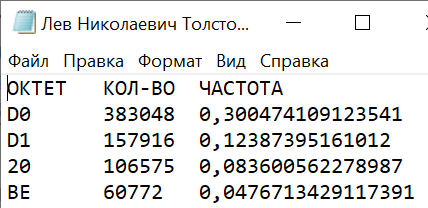 Лев Николаевич Толсто...
Файл Правка Формат Вид Справка
ОКТЕТ КОЛ-ВО ЧАСТОТА
D0 383048 0,300474109123541
D1 157916 0,12387395161012
20 106575 0,083600562278987
BE 60772 0,0476713429117391